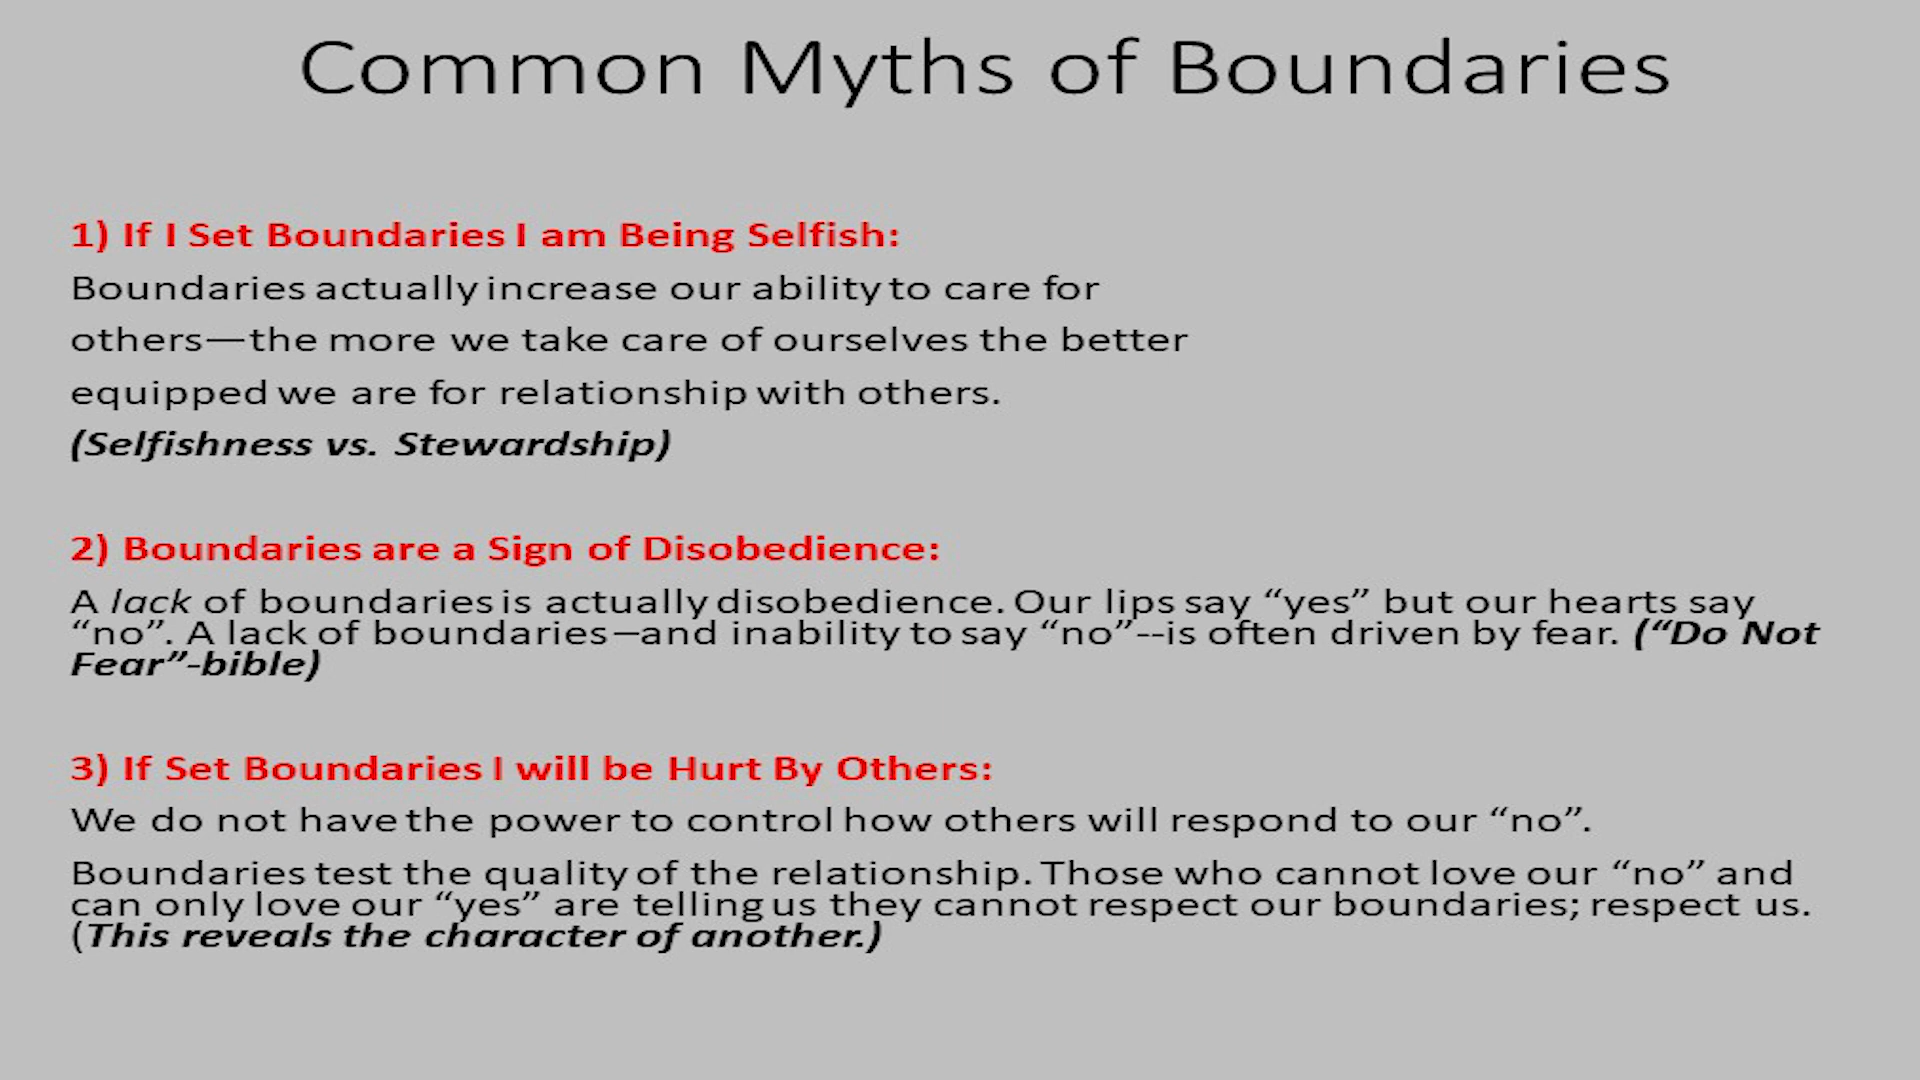 Common Myths of Boundaries
1) If I Set Boundaries I am Being Selfish:
Boundaries actually increase our ability to care for
others—the more we take care of ourselves the better
equipped we are for relationship with others.
(Selfishness vs. Stewardship)
2) Boundaries are a Sign of Disobedience:
A lack of boundaries is actually disobedience. Our lips say “yes” but our hearts say
“no”. A lack of boundaries–and inability to say “no”--is often driven by fear. (“Do Not
Fear”-bible)
3) If Set Boundaries I will be Hurt By Others:
We do not have the power to control how others will respond to our “no”.
Boundaries test the quality of the relationship. Those who cannot love our “no” and
can only love our “yes” are telling us they cannot respect our boundaries; respect us.
(This reveals the character of another.)